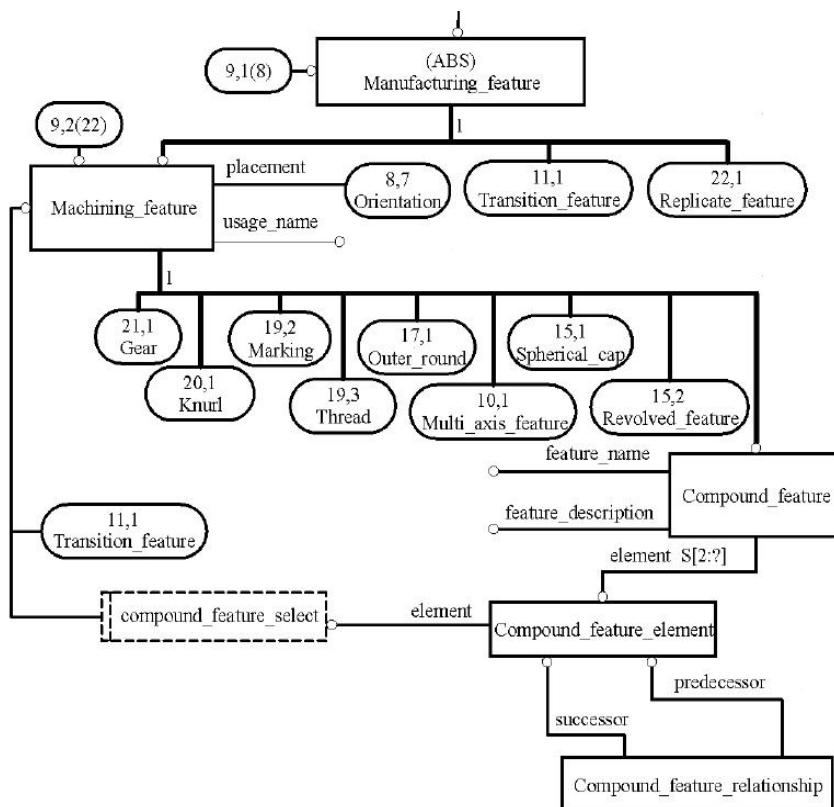 (ABS)
Manufacturing_feature
9,1(8)
1
9,2(22)
Machining_feature
placement
8,7
Orientation
11,1
Transition_feature
22,1
Replicate_feature
usage_name
1
21,1
Gear
20,1
Knurl
19,2
Marking
19,3
Thread
17,1
Outer_round
10,1
Multi_axis_feature
15,1
Spherical_cap
15,2
Revolved_feature
feature_name
Compound_feature
feature_description
11,1
Transition_feature
element S[2:?]
compound_feature_select
element
Compound_feature_element
predecessor
successor
Compound_feature_relationship